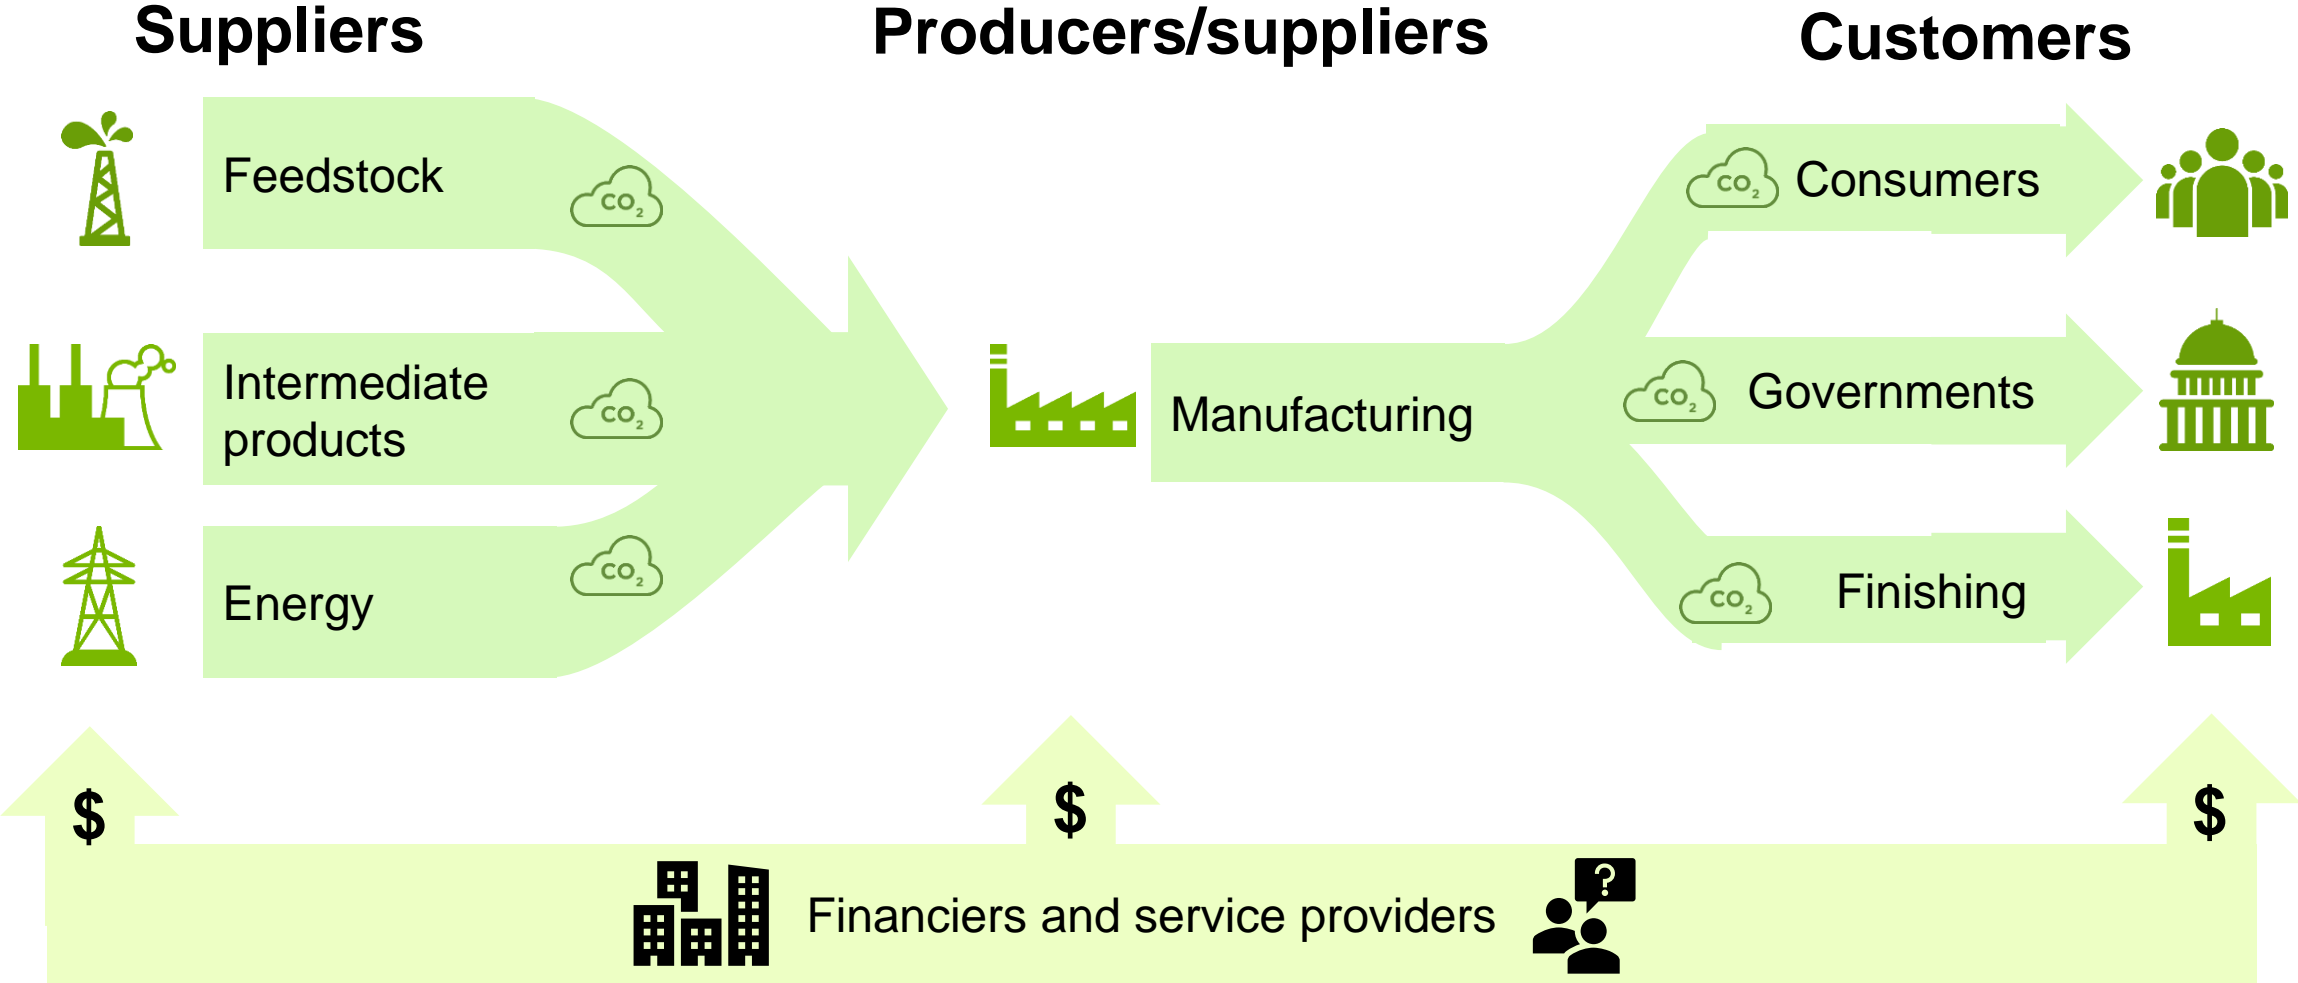 Suppliers
Producers/suppliers
Customers
Feedstock
CO2
CO2
Consumers
Intermediate
products
CO2
Manufacturing
CO2
Governments
Energy
CO2
CO2
Finishing
$
$
$
?
Financiers and service providers